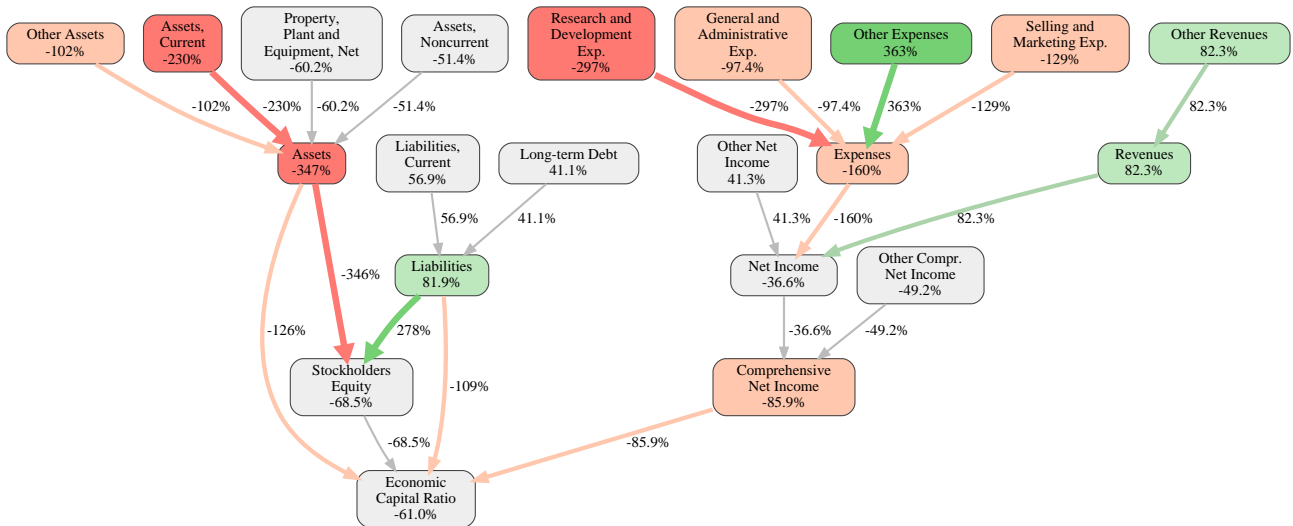 Other Assets
-102%
Assets,
Current
-230%
Property,
Plant and
Equipment, Net
-60.2%
Assets,
Noncurrent
-51.4%
Research and
Development
Exp.
-297%
General and
Administrative
Exp.
-97.4%
Other Expenses
363%
Selling and
Marketing Exp.
-129%
Other Revenues
82.3%
-102%
-230%
-60.2%
-51.4%
-297%
-97.4%
363%
-129%
82.3%
Assets
-347%
Liabilities,
Current
56.9%
Long-term Debt
41.1%
Other Net
Income
41.3%
Expenses
-160%
Revenues
82.3%
56.9%
41.1%
41.3%
-160%
82.3%
-346%
Liabilities
81.9%
Net Income
-36.6%
Other Compr.
Net Income
-49.2%
-126%
278%
-36.6%
-49.2%
Stockholders
Equity
-68.5%
-109%
Comprehensive
Net Income
-85.9%
-68.5%
-85.9%
Economic
Capital Ratio
-61.0%